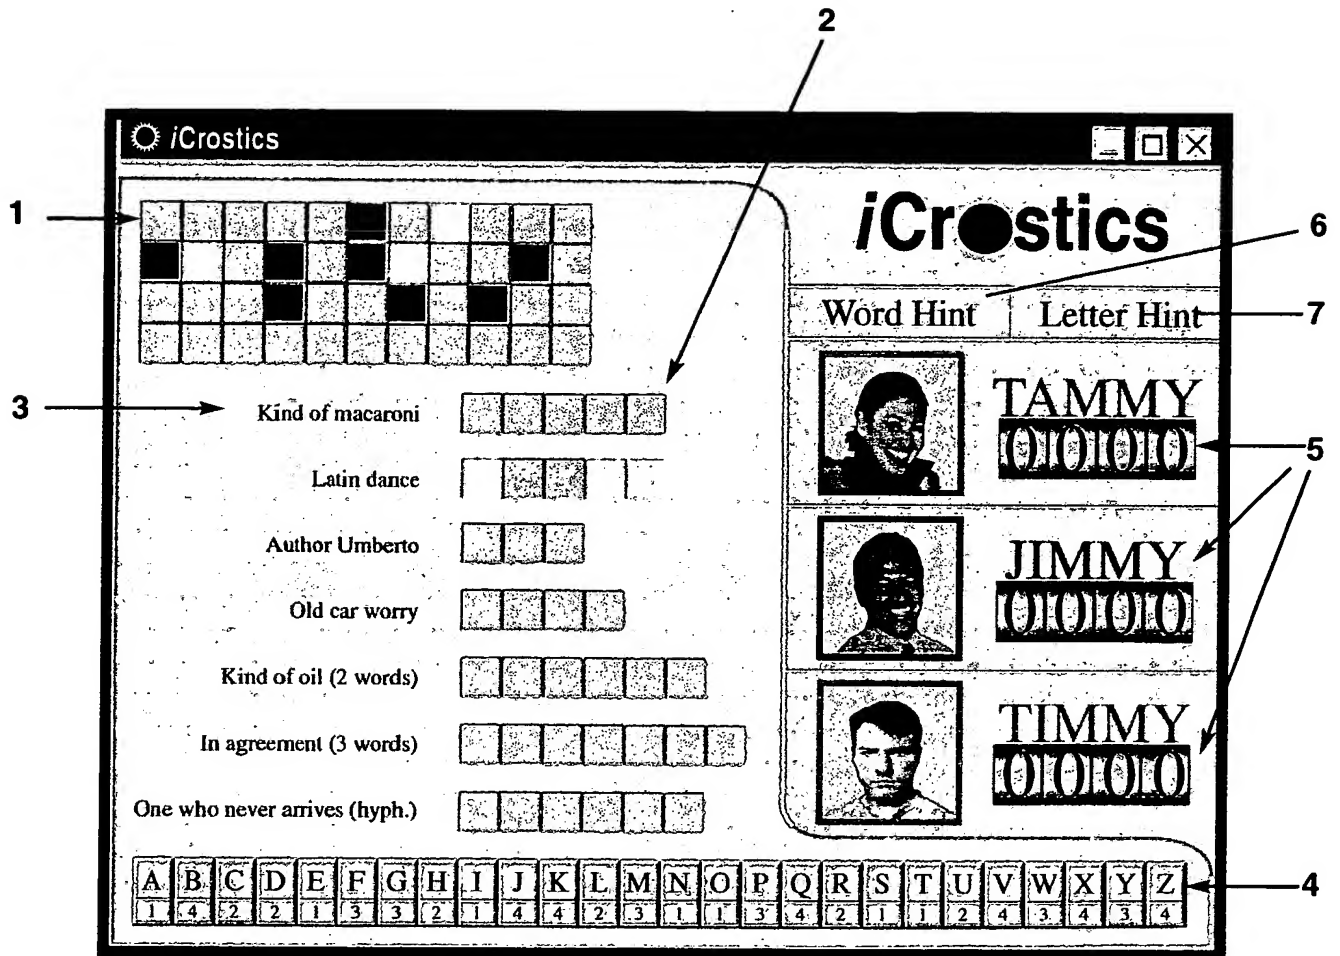 2
iCrostics
1
iCrostics
6
Word Hint
Letter Hint
7
3
Kind of macaroni
TAMMY
0 0 0 0
5
Latin dance
Author Umberto
JIMMY
0 0 0 0
Old car worry
Kind of oil (2 words)
TIMMY
0 0 0 0
In agreement (3 words)
One who never arrives (hyph.)
A B C D E F G H I J K L M N O P Q R S T U V W X Y Z
1 4 2 2 1 3 3 2 1 4 4 2 3 1 1 3 4 2 1 1 2 4 3 4 3 4
4